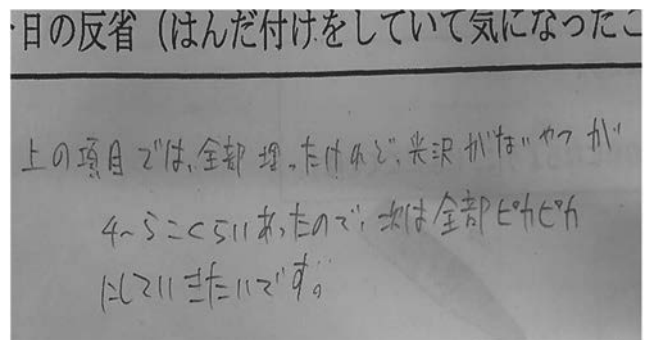 日の反省(はんだ付けをしていて気になったこ
上の項目では、全部埋ったけれど、光沢がないやつが
4~5こくらいあったので、次は全部ピカピカ
にしていきたいです。